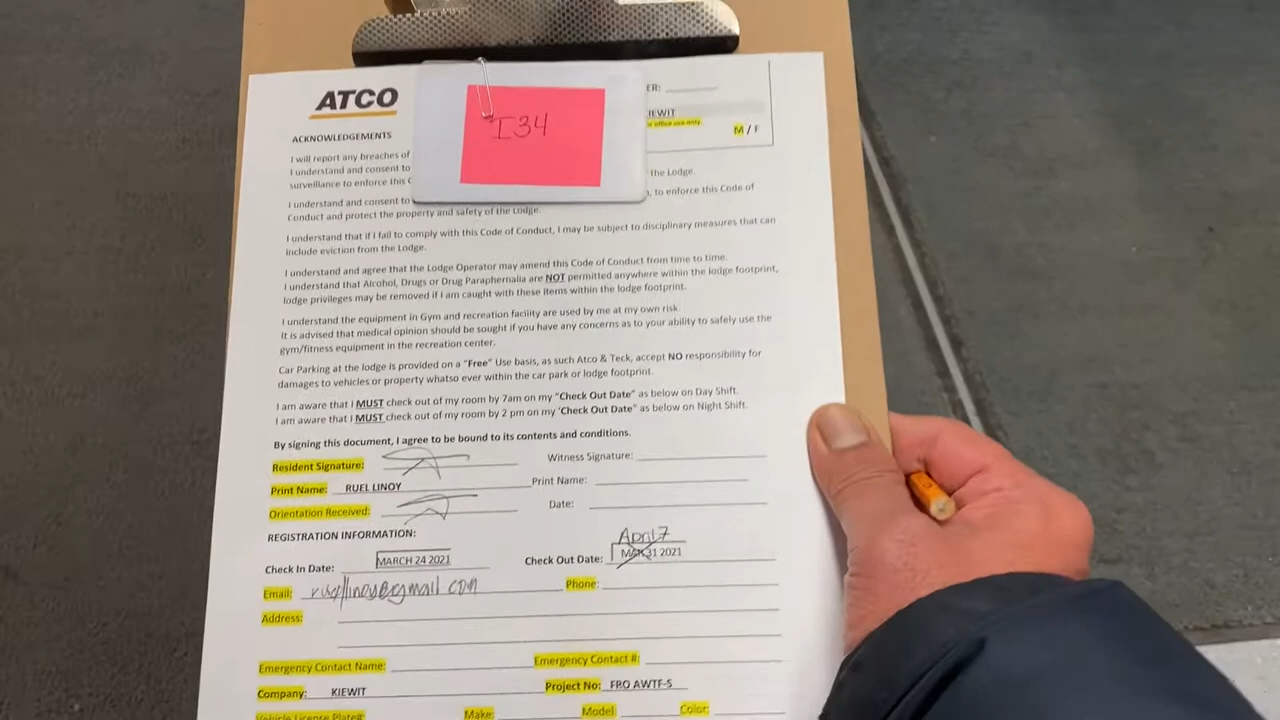 ATCO
I34
ER:
IEWIT
office use only.
M / F
ACKNOWLEDGEMENTS
I will report any breaches of
I understand and consent to the Lodge.
surveillance to enforce this C
I understand and consent to , to enforce this Code of
Conduct and protect the property and safety of the Lodge.
I understand that if I fail to comply with this Code of Conduct, I may be subject to disciplinary measures that can
include eviction from the Lodge.
I understand and agree that the Lodge Operator may amend this Code of Conduct from time to time.
I understand that Alcohol, Drugs or Drug Paraphernalia are NOT permitted anywhere within the lodge footprint,
lodge privileges may be removed if I am caught with these items within the lodge footprint.
I understand the equipment in Gym and recreation facility are used by me at my own risk.
It is advised that medical opinion should be sought if you have any concerns as to your ability to safely use the
gym/fitness equipment in the recreation center.
Car Parking at the lodge is provided on a "Free" Use basis, as such Atco & Teck, accept NO responsibility for
damages to vehicles or property whatso ever within the car park or lodge footprint.
I am aware that I MUST check out of my room by 7am on my "Check Out Date" as below on Day Shift.
I am aware that I MUST check out of my room by 2 pm on my 'Check Out Date" as below on Night Shift.
By signing this document, I agree to be bound to its contents and conditions.
Resident Signature: Witness Signature:
Print Name: RUEL LINOY Print Name:
Orientation Received: Date:
REGISTRATION INFORMATION:
April 7
Check In Date: MARCH 24 2021 Check Out Date: MAR 31 2021
Email: ruellinoy@gmail com Phone:
Address:
Emergency Contact Name: Emergency Contact #:
Company: KIEWIT Project No: FRO AWTF-S
Vehicle License Plate#: Make: Model: Color: